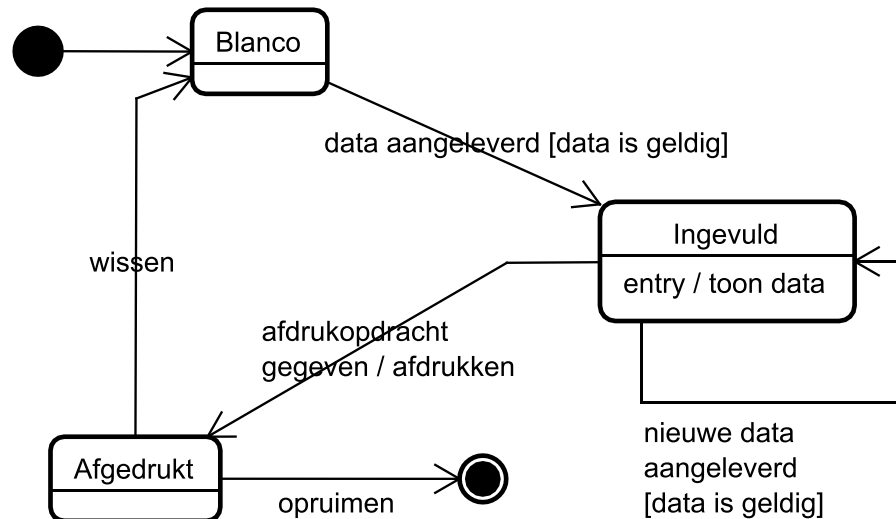 Blanco
data aangeleverd [data is geldig]
Ingevuld
entry / toon data
wissen
afdrukopdracht
gegeven / afdrukken
nieuwe data
aangeleverd
[data is geldig]
Afgedrukt
opruimen